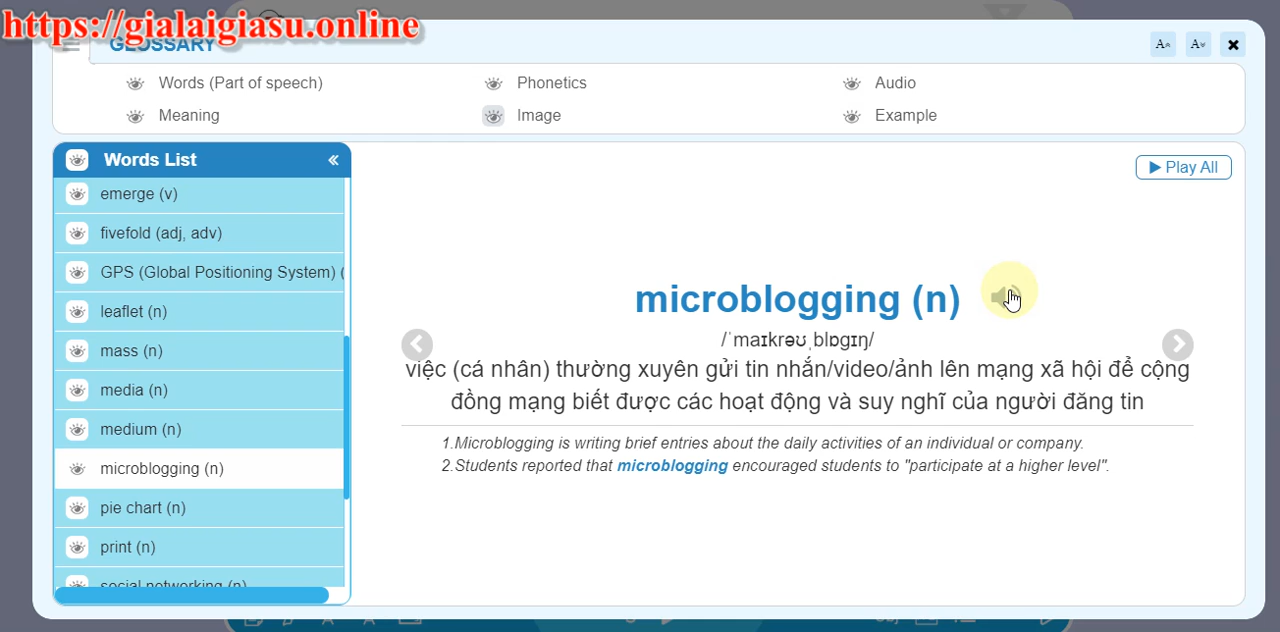 https://gialaigiasu.online
GLOSSARY
Words (Part of speech)
Phonetics
Audio
Meaning
Image
Example
Words List
emerge (v)
fivefold (adj, adv)
GPS (Global Positioning System) (
leaflet (n)
mass (n)
media (n)
medium (n)
microblogging (n)
pie chart (n)
print (n)
social networking (n)
Play All
microblogging (n)
/ˈmaɪkrəʊˌblɒgɪŋ/
việc (cá nhân) thường xuyên gửi tin nhắn/video/ảnh lên mạng xã hội để cộng
đồng mạng biết được các hoạt động và suy nghĩ của người đăng tin
1.Microblogging is writing brief entries about the daily activities of an individual or company.
2.Students reported that microblogging encouraged students to "participate at a higher level".